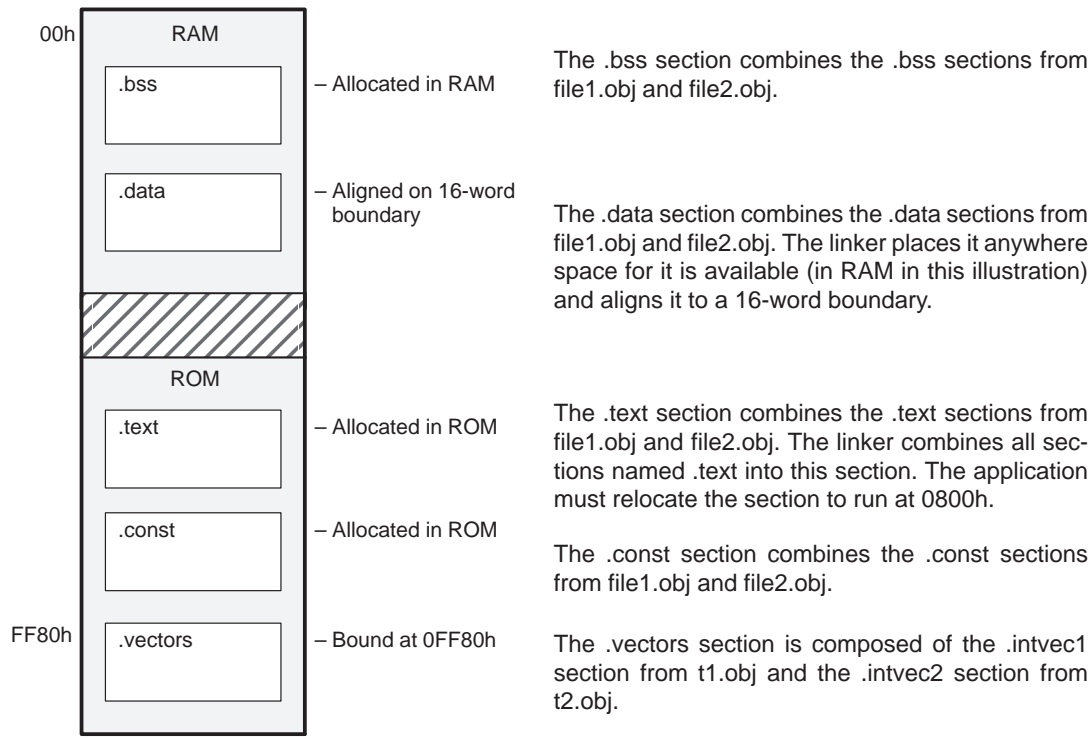 00h
RAM
.bss
– Allocated in RAM
The .bss section combines the .bss sections from
file1.obj and file2.obj.
.data
– Aligned on 16-word
boundary
The .data section combines the .data sections from
file1.obj and file2.obj. The linker places it anywhere
space for it is available (in RAM in this illustration)
and aligns it to a 16-word boundary.
ROM
.text
– Allocated in ROM
The .text section combines the .text sections from
file1.obj and file2.obj. The linker combines all sec-
tions named .text into this section. The application
must relocate the section to run at 0800h.
.const
– Allocated in ROM
The .const section combines the .const sections
from file1.obj and file2.obj.
FF80h
.vectors
– Bound at 0FF80h
The .vectors section is composed of the .intvec1
section from t1.obj and the .intvec2 section from
t2.obj.